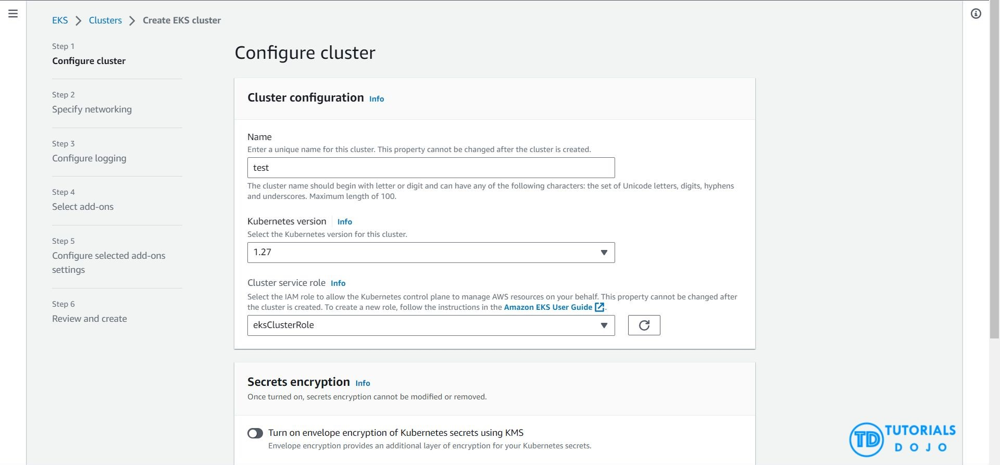 EKS > Clusters > Create EKS cluster
Step 1
Configure cluster
Step 2
Specify networking
Step 3
Configure logging
Step 4
Select add-ons
Step 5
Configure selected add-ons
settings
Step 6
Review and create
Configure cluster
Cluster configuration Info
Name
Enter a unique name for this cluster. This property cannot be changed after the cluster is created.
test
The cluster name should begin with letter or digit and can have any of the following characters: the set of Unicode letters, digits, hyphens
and underscores. Maximum length of 100.
Kubernetes version Info
Select the Kubernetes version for this cluster.
1.27
Cluster service role Info
Select the IAM role to allow the Kubernetes control plane to manage AWS resources on your behalf. This property cannot be changed after
the cluster is created. To create a new role, follow the instructions in the Amazon EKS User Guide.
eksClusterRole
Secrets encryption Info
Once turned on, secrets encryption cannot be modified or removed.
Turn on envelope encryption of Kubernetes secrets using KMS
Envelope encryption provides an additional layer of encryption for your Kubernetes secrets.
TD TUTORIALS
DOJO